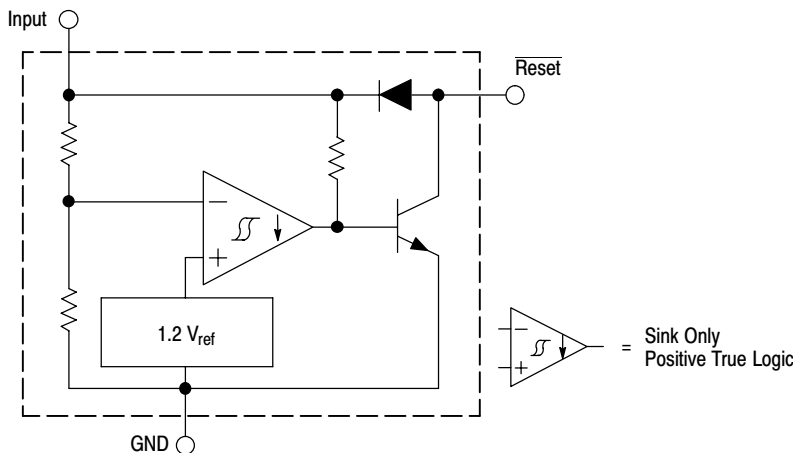 Input
Reset
−
+
1.2 Vref
−
+
= Sink Only
Positive True Logic
GND